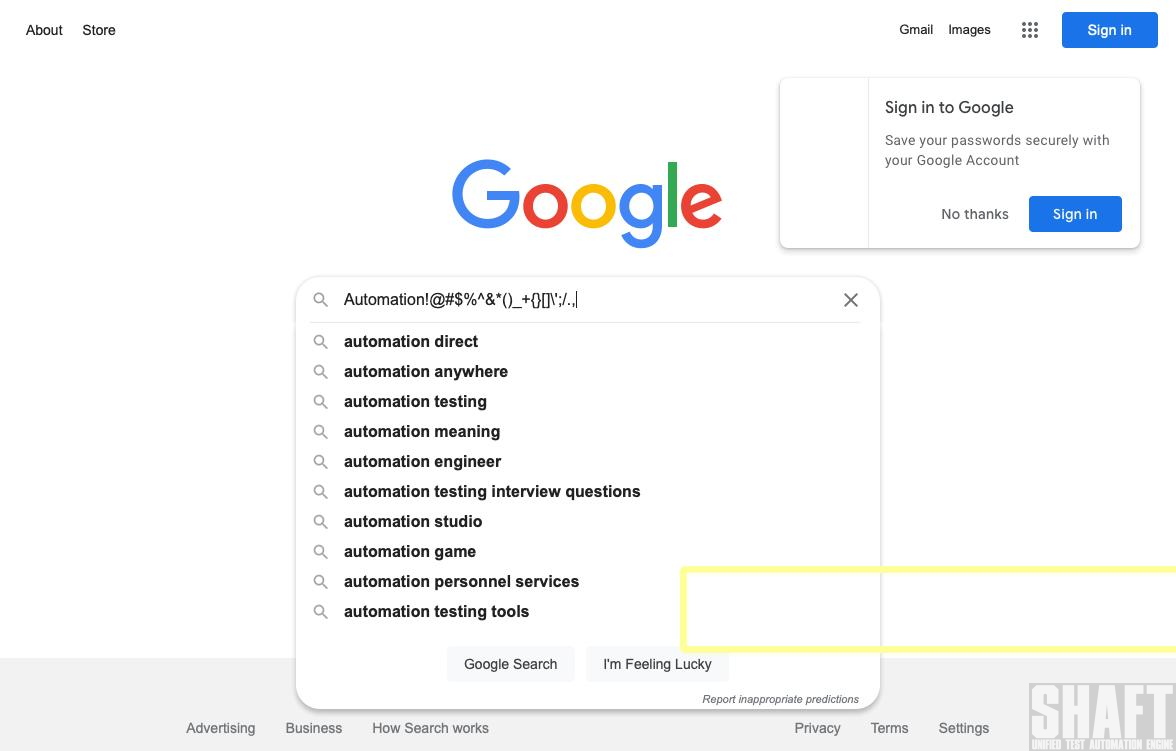 About Store Gmail Images Sign in
Sign in to Google
Save your passwords securely with
your Google Account
No thanks Sign in
Google
Automation!@#$%^&*()_+{}[]\';/.,
automation direct
automation anywhere
automation testing
automation meaning
automation engineer
automation testing interview questions
automation studio
automation game
automation personnel services
automation testing tools
Google Search I'm Feeling Lucky
Report inappropriate predictions
Advertising Business How Search works Privacy Terms Settings
SHAFT
UNIFIED TEST AUTOMATION ENGINE